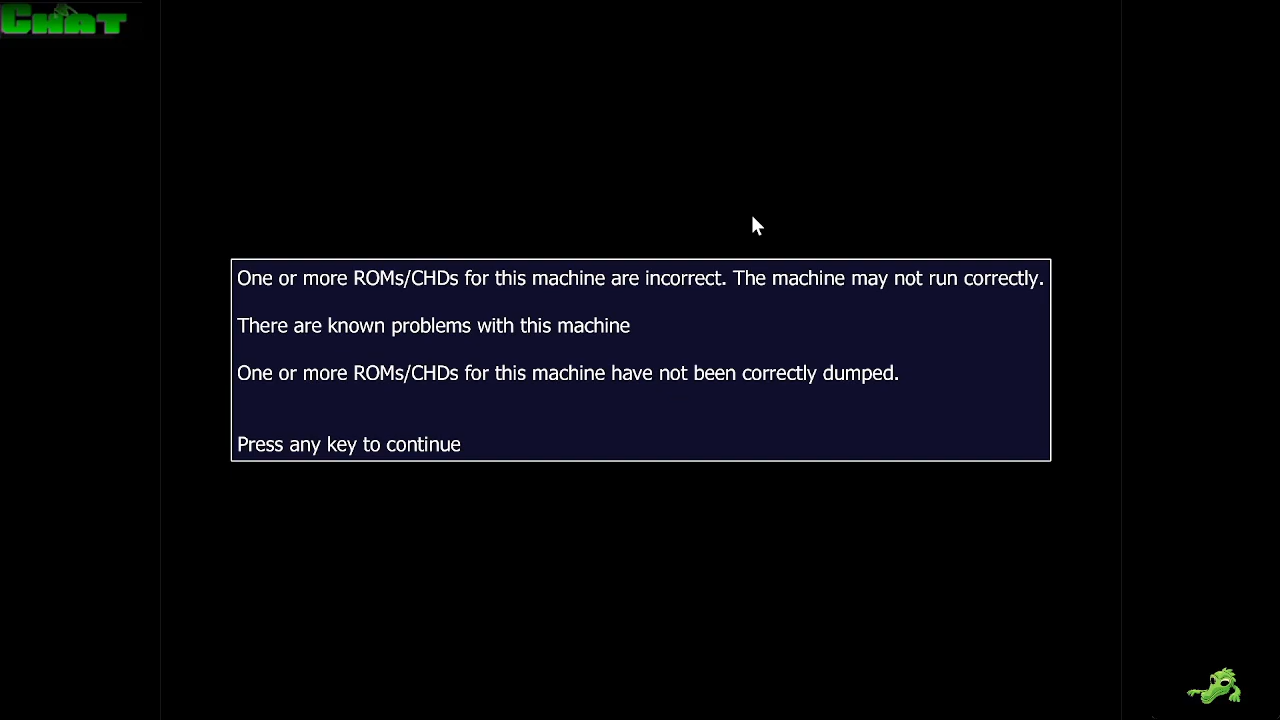 Chat
One or more ROMs/CHDs for this machine are incorrect. The machine may not run correctly.
There are known problems with this machine
One or more ROMs/CHDs for this machine have not been correctly dumped.
Press any key to continue